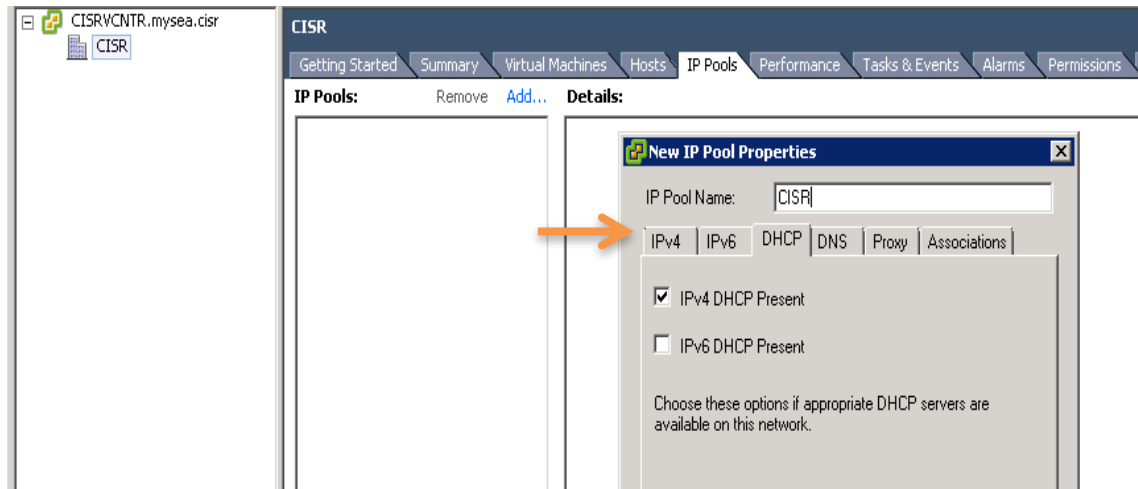 CISRVCNTR.mysea.cisr
CISR
CISR
Getting Started Summary Virtual Machines Hosts IP Pools Performance Tasks & Events Alarms Permissions
IP Pools: Remove Add... Details:
New IP Pool Properties
IP Pool Name: CISR
IPv4 IPv6 DHCP DNS Proxy Associations
IPv4 DHCP Present
IPv6 DHCP Present
Choose these options if appropriate DHCP servers are
available on this network.